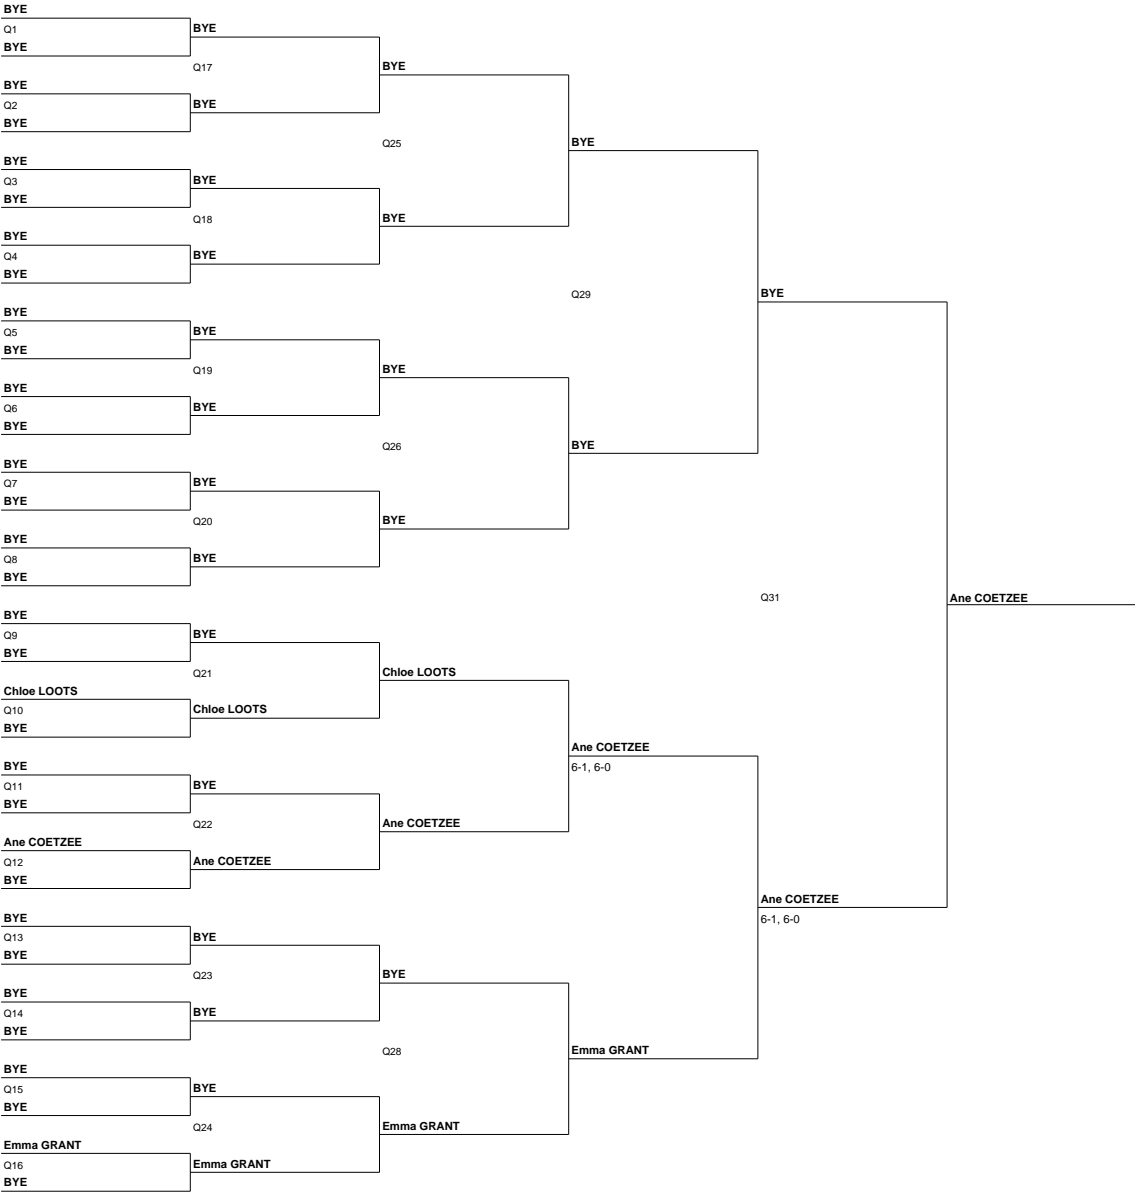 BYE
Q1
BYE
BYE
Q17
BYE
Q2
BYE
BYE
BYE
Q25
BYE
Q3
BYE
BYE
Q18
BYE
Q4
BYE
BYE
BYE
BYE
Q29
BYE
Q5
BYE
BYE
Q19
BYE
Q6
BYE
BYE
BYE
Q26
BYE
Q7
BYE
BYE
Q20
BYE
Q8
BYE
BYE
BYE
BYE
BYE
Q31
BYE
Q9
BYE
BYE
Q21
Chloe LOOTS
Q10
BYE
Chloe LOOTS
Chloe LOOTS
BYE
Q11
BYE
BYE
Q22
Ane COETZEE
Q12
BYE
Ane COETZEE
Ane COETZEE
Ane COETZEE
6-1, 6-0
BYE
Q13
BYE
BYE
Q23
BYE
Q14
BYE
BYE
BYE
Q28
BYE
Q15
BYE
BYE
Q24
Emma GRANT
Q16
BYE
Emma GRANT
Emma GRANT
Emma GRANT
Ane COETZEE
6-1, 6-0
Ane COETZEE